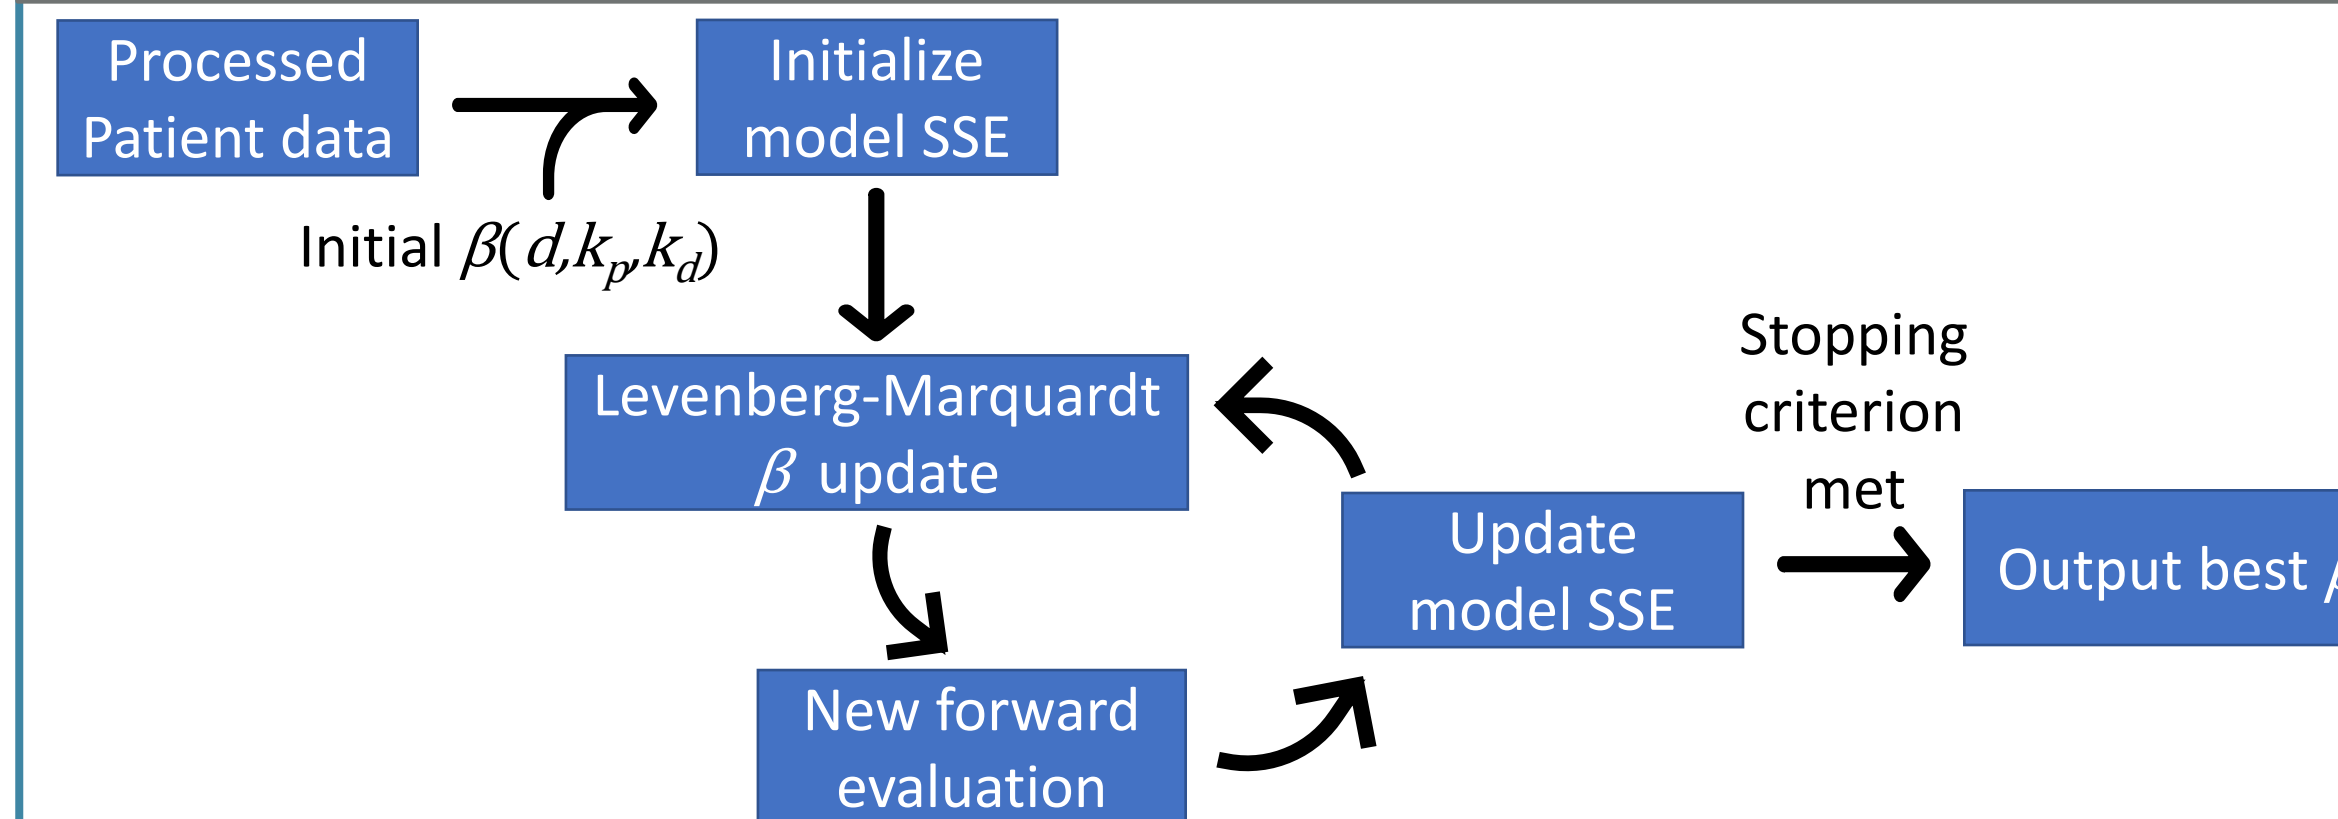 Processed
Patient data
Initialize
model SSE
Initial β(d,kp,kd)
Levenberg-Marquardt
β update
Stopping
criterion
met
Update
model SSE
Output best
New forward
evaluation